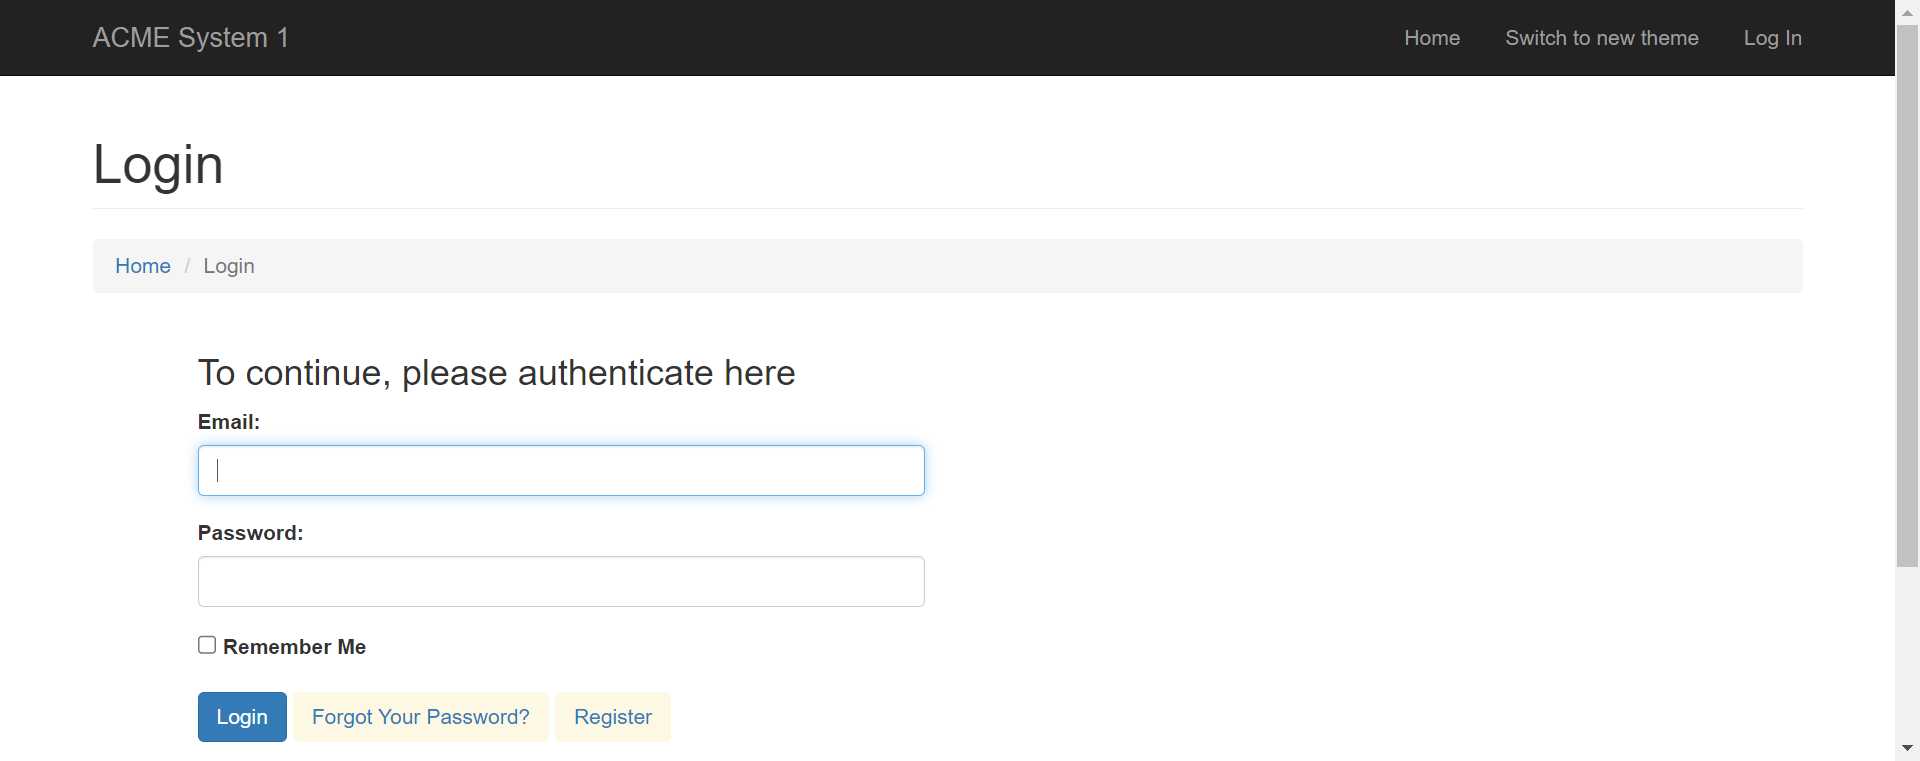 ACME System 1 Home Switch to new theme Log In
Login
Home / Login
To continue, please authenticate here
Email:
Password:
Remember Me
Login Forgot Your Password? Register